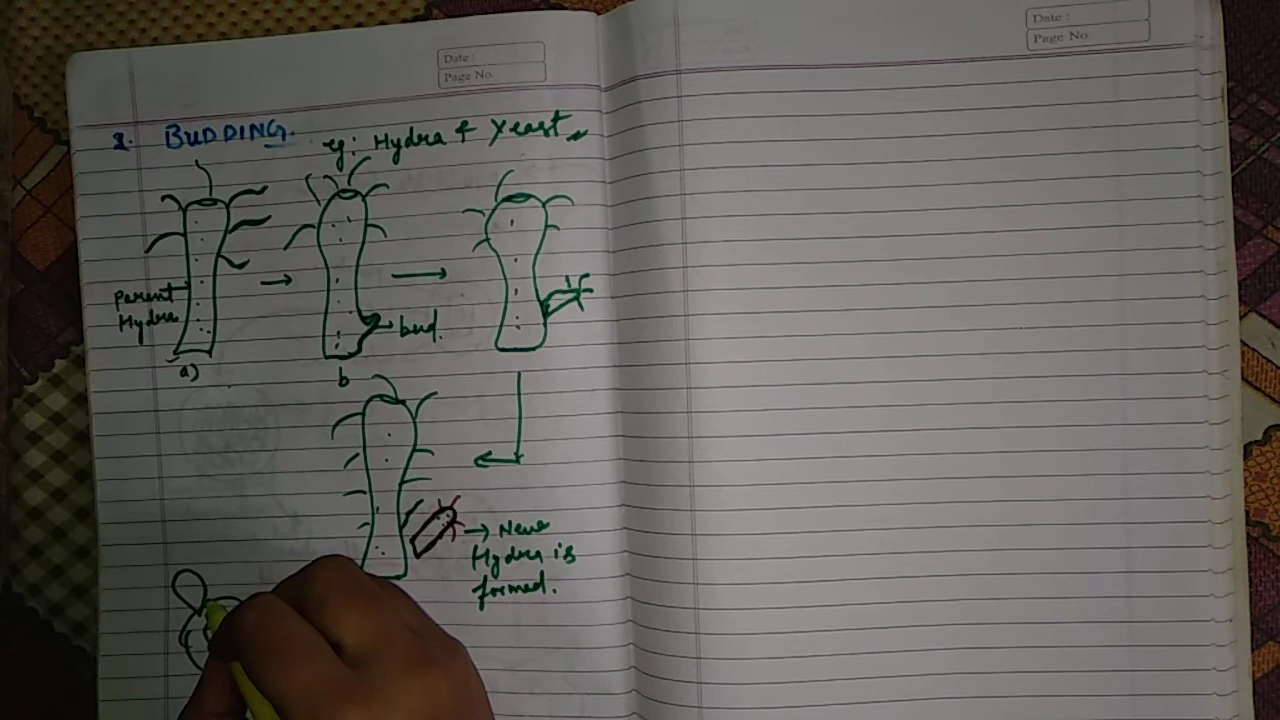 Date :
Page No.
Date :
Page No.
2. BUDDING.
eg: Hydra & Yeast
Parent
Hydra
a)
bud.
b
→ New
Hydra is
formed.